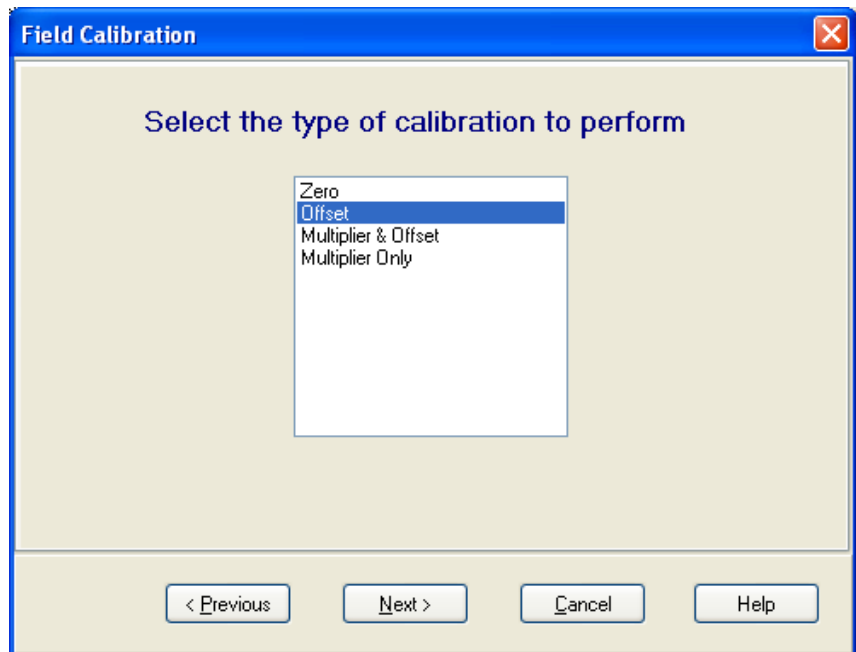 Field Calibration
Select the type of calibration to perform
Zero
Offset
Multiplier & Offset
Multiplier Only
< Previous
Next >
Cancel
Help